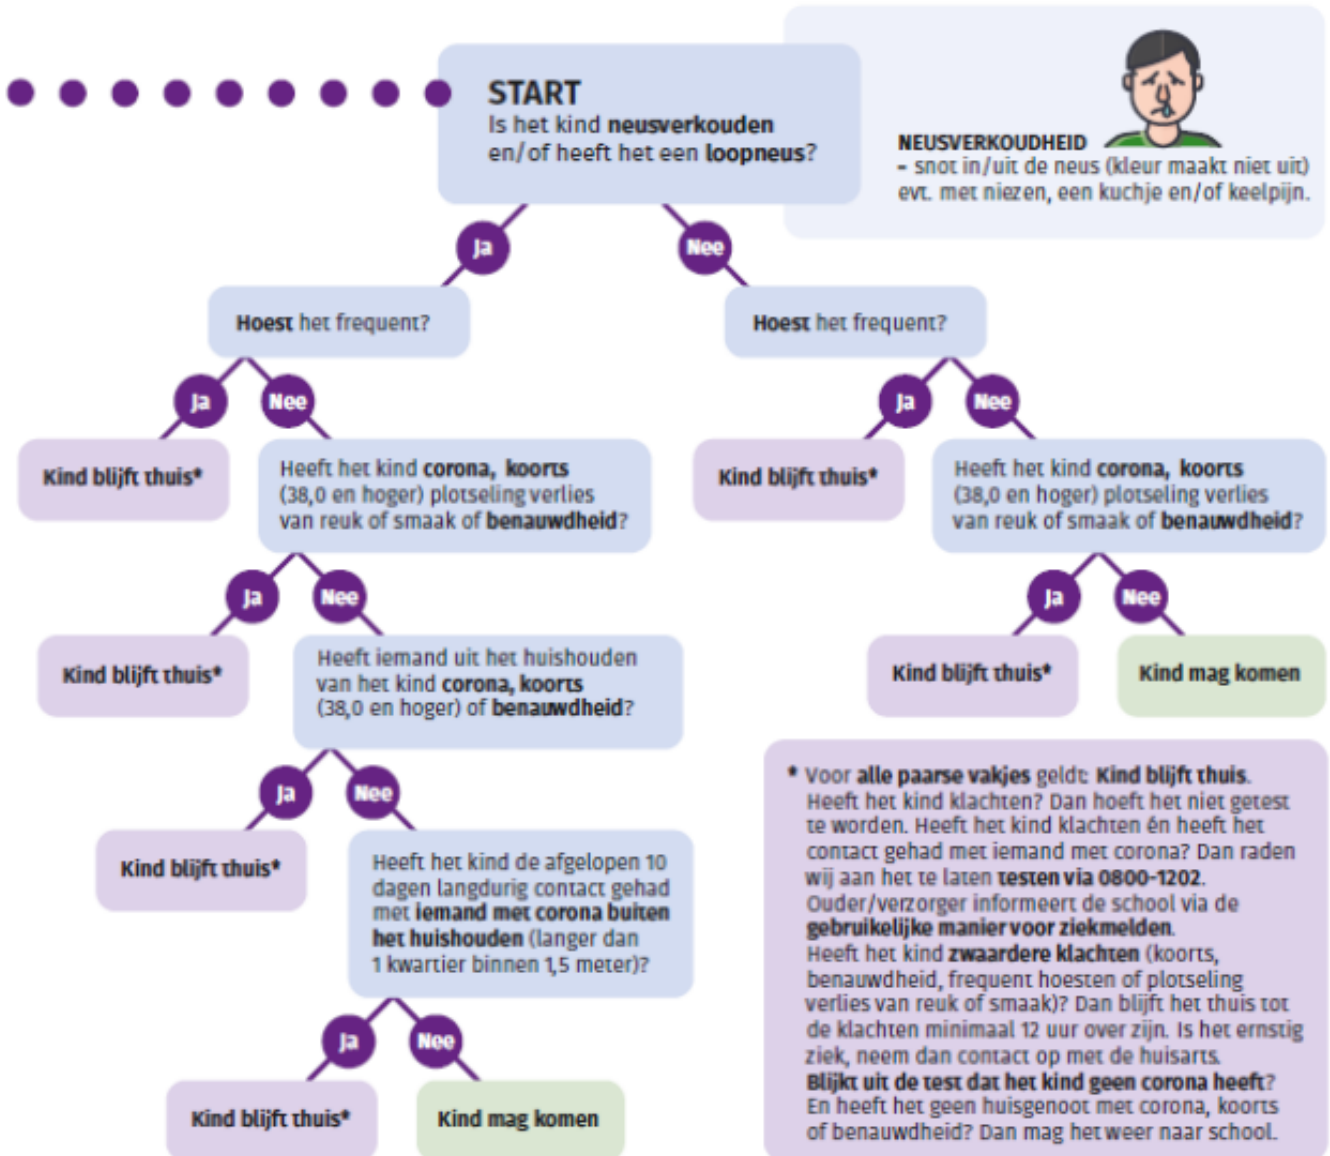 START
Is het kind neusverkouden
en/of heeft het een loopneus?
NEUSVERKOUDHEID
- snot in/uit de neus (kleur maakt niet uit)
evt. met niezen, een kuchje en/of keelpijn.
Ja
Nee
Hoest het frequent?
Hoest het frequent?
Ja
Nee
Ja
Nee
Kind blijft thuis*
Heeft het kind corona, koorts
(38,0 en hoger) plotseling verlies
van reuk of smaak of benauwdheid?
Kind blijft thuis*
Heeft het kind corona, koorts
(38,0 en hoger) plotseling verlies
van reuk of smaak of benauwdheid?
Ja
Nee
Ja
Nee
Kind blijft thuis*
Heeft iemand uit het huishouden
van het kind corona, koorts
(38,0 en hoger) of benauwdheid?
Kind blijft thuis*
Kind mag komen
Ja
Nee
Kind blijft thuis*
Heeft het kind de afgelopen 10
dagen langdurig contact gehad
met iemand met corona buiten
het huishouden (langer dan
1 kwartier binnen 1,5 meter)?
Ja
Nee
Kind blijft thuis*
Kind mag komen
* Voor alle paarse vakjes geldt: Kind blijft thuis.
Heeft het kind klachten? Dan hoeft het niet getest
te worden. Heeft het kind klachten én heeft het
contact gehad met iemand met corona? Dan raden
wij aan het te laten testen via 0800-1202.
Ouder/verzorger informeert de school via de
gebruikelijke manier voor ziekmelden.
Heeft het kind zwaardere klachten (koorts,
benauwdheid, frequent hoesten of plotseling
verlies van reuk of smaak)? Dan blijft het thuis tot
de klachten minimaal 12 uur over zijn. Is het ernstig
ziek, neem dan contact op met de huisarts.
Blijkt uit de test dat het kind geen corona heeft?
En heeft het geen huisgenoot met corona, koorts
of benauwdheid? Dan mag het weer naar school.